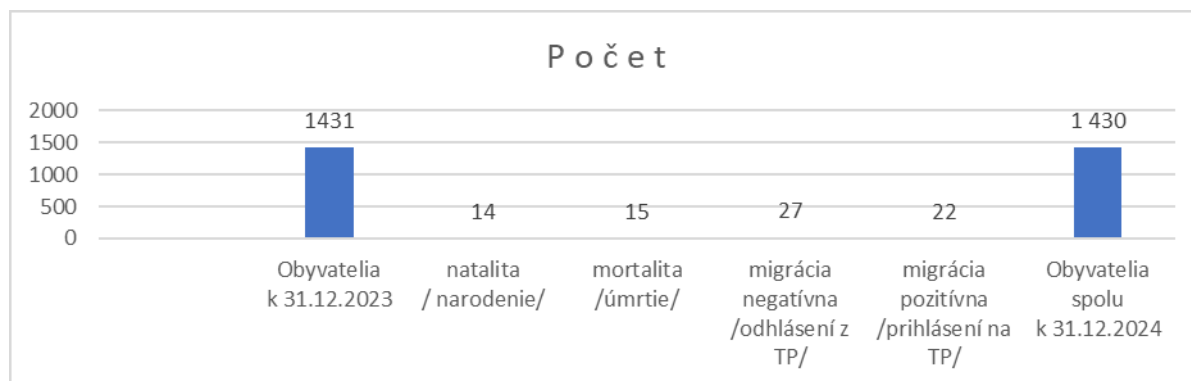 Počet
2000
1500
1000
500
0
1431
14
15
27
22
1 430
Obyvatelia
k 31.12.2023
natalita
/ narodenie/
mortalita
/úmrtie/
migrácia
negatívna
/odhlásení z
TP/
migrácia
pozitívna
/prihlásení na
TP/
Obyvatelia
spolu
k 31.12.2024